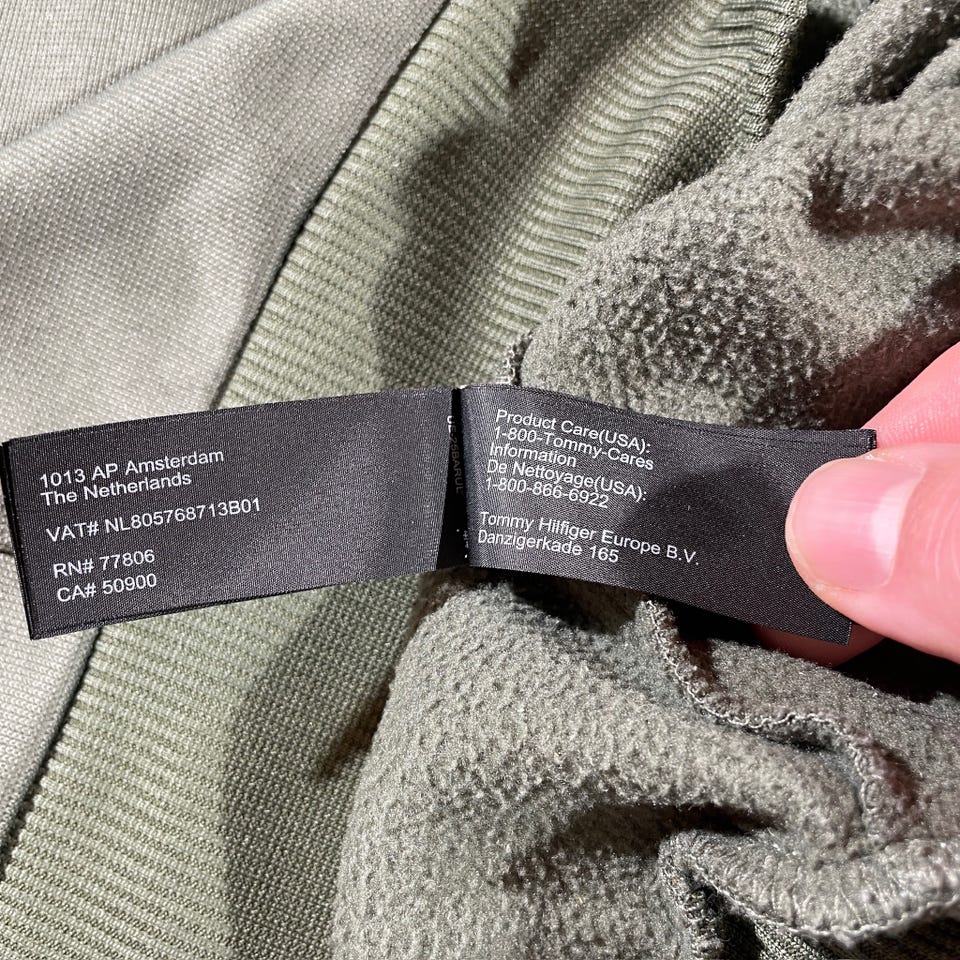 Product Care(USA):
1-800-Tommy-Cares
Information
De Nettoyage(USA):
1-800-866-6922
Tommy Hilfiger Europe B.V.
Danzigerkade 165
1013 AP Amsterdam
The Netherlands
VAT# NL805768713B01
RN# 77806
CA# 50900